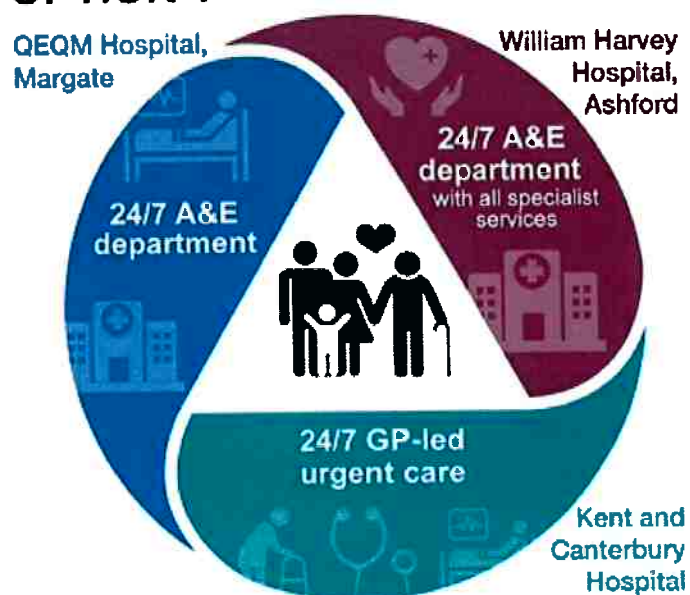 QEQM Hospital,
Margate
William Harvey
Hospital,
Ashford
24/7 A&E
department
with all specialist
services
24/7 A&E
department
24/7 GP-led
urgent care
Kent and
Canterbury
Hospital